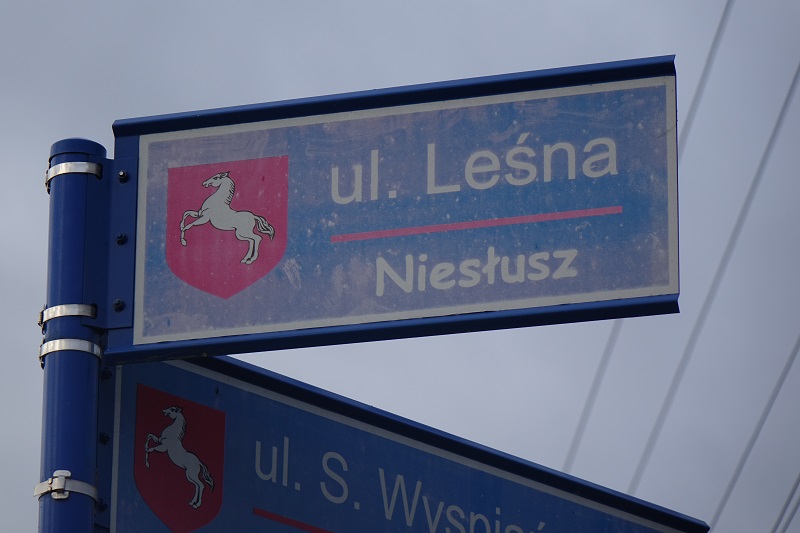 ul. Leśna
Niesłusz
ul. S.